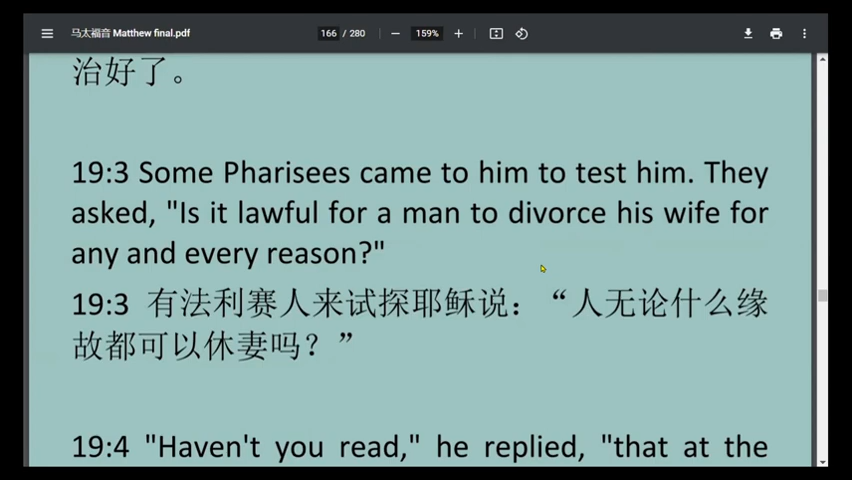 马太福音 Matthew final.pdf
166 / 280
159%
治好了。
19:3 Some Pharisees came to him to test him. They
asked, "Is it lawful for a man to divorce his wife for
any and every reason?"
19:3 有法利赛人来试探耶稣说：“人无论什么缘
故都可以休妻吗？”
19:4 "Haven't you read," he replied, "that at the